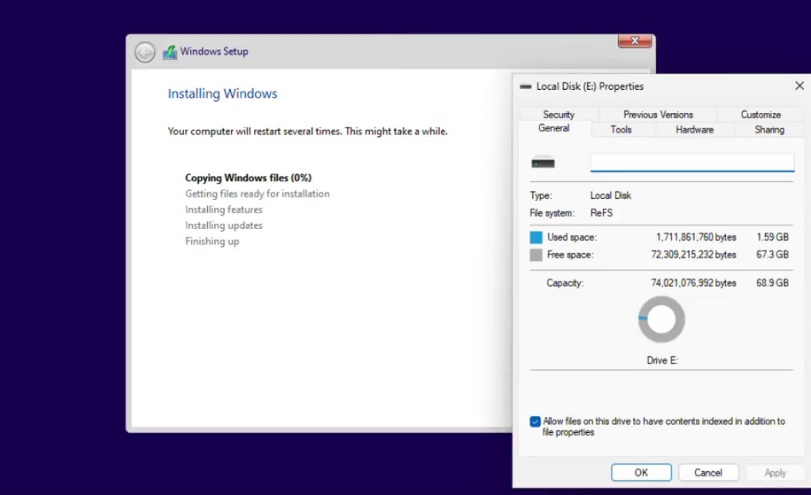 Windows Setup
Installing Windows
Your computer will restart several times. This might take a while.
Copying Windows files (0%)
Getting files ready for installation
Installing features
Installing updates
Finishing up
Local Disk (E:) Properties
Security Previous Versions Customize
General Tools Hardware Sharing
Type: Local Disk
File system: ReFS
Used space: 1,711,861,760 bytes 1.59 GB
Free space: 72,309,215,232 bytes 67.3 GB
Capacity: 74,021,076,992 bytes 68.9 GB
Drive E:
Allow files on this drive to have contents indexed in addition to
file properties
OK Cancel Apply